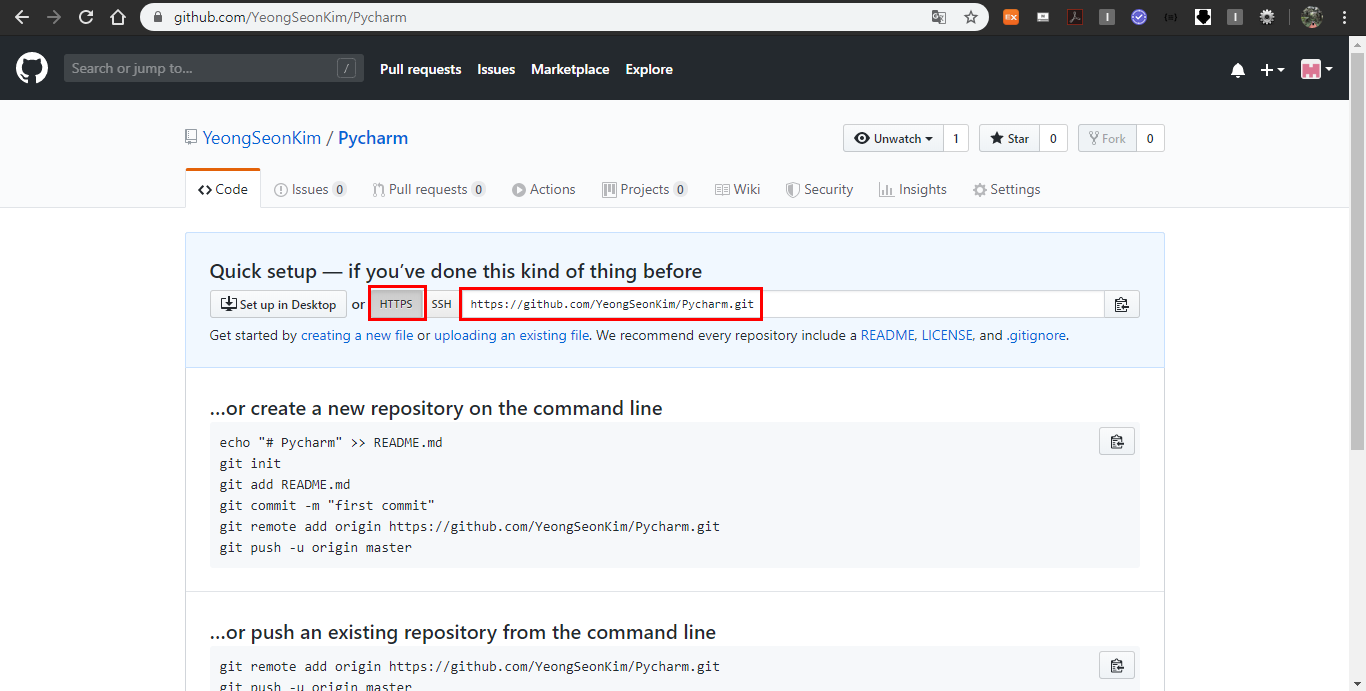 github.com/YeongSeonKim/Pycharm
Search or jump to... /
Pull requests Issues Marketplace Explore
YeongSeonKim / Pycharm
Unwatch 1 Star 0 Fork 0
Code Issues 0 Pull requests 0 Actions Projects 0 Wiki Security Insights Settings
Quick setup — if you’ve done this kind of thing before
Set up in Desktop or HTTPS SSH https://github.com/YeongSeonKim/Pycharm.git
Get started by creating a new file or uploading an existing file. We recommend every repository include a README, LICENSE, and .gitignore.
…or create a new repository on the command line
echo "# Pycharm" >> README.md
git init
git add README.md
git commit -m "first commit"
git remote add origin https://github.com/YeongSeonKim/Pycharm.git
git push -u origin master
…or push an existing repository from the command line
git remote add origin https://github.com/YeongSeonKim/Pycharm.git
git push -u origin master